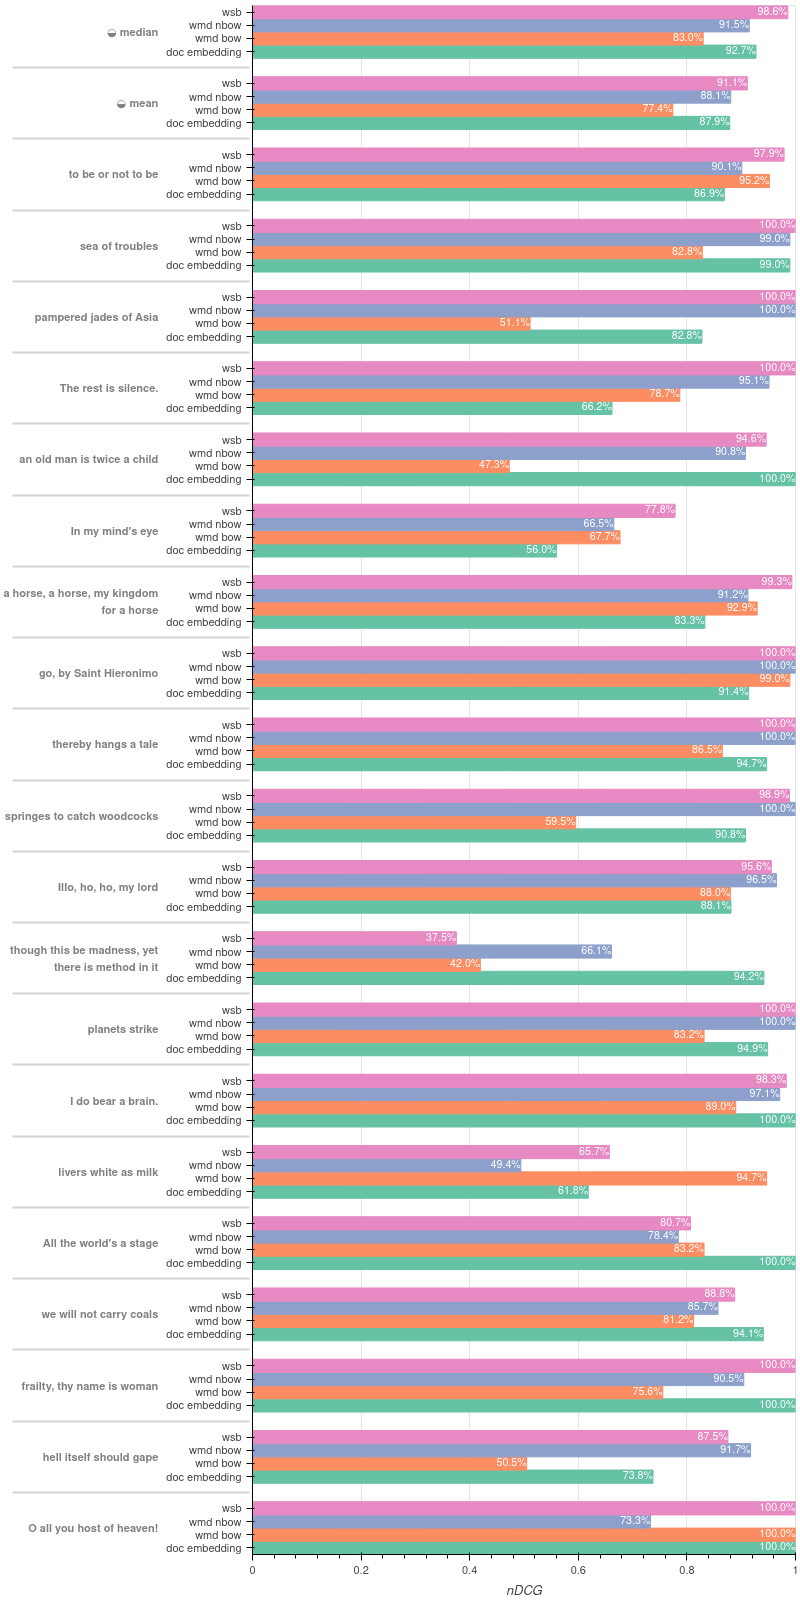 wsb 98.6%
wmd nbow 91.5%
median
wmd bow 83.0%
doc embedding 92.7%
wsb 91.1%
wmd nbow 88.1%
mean
wmd bow 77.4%
doc embedding 87.9%
wsb 97.9%
wmd nbow 90.1%
to be or not to be
wmd bow 95.2%
doc embedding 86.9%
wsb 100.0%
wmd nbow 99.0%
sea of troubles
wmd bow 82.8%
doc embedding 99.0%
wsb 100.0%
wmd nbow 100.0%
pampered jades of Asia
wmd bow 51.1%
doc embedding 82.8%
wsb 100.0%
wmd nbow 95.1%
The rest is silence.
wmd bow 78.7%
doc embedding 66.2%
wsb 94.6%
wmd nbow 90.8%
an old man is twice a child
wmd bow 47.3%
doc embedding 100.0%
wsb 77.8%
wmd nbow 66.5%
In my mind's eye
wmd bow 67.7%
doc embedding 56.0%
wsb 99.3%
a horse, a horse, my kingdom
wmd nbow 91.2%
for a horse
wmd bow 92.9%
doc embedding 83.3%
wsb 100.0%
wmd nbow 100.0%
go, by Saint Hieronimo
wmd bow 99.0%
doc embedding 91.4%
wsb 100.0%
wmd nbow 100.0%
thereby hangs a tale
wmd bow 86.5%
doc embedding 94.7%
wsb 98.9%
wmd nbow 100.0%
springes to catch woodcocks
wmd bow 59.5%
doc embedding 90.8%
wsb 95.6%
wmd nbow 96.5%
Illo, ho, ho, my lord
wmd bow 88.0%
doc embedding 88.1%
wsb 37.5%
though this be madness, yet
wmd nbow 66.1%
there is method in it
wmd bow 42.0%
doc embedding 94.2%
wsb 100.0%
wmd nbow 100.0%
planets strike
wmd bow 83.2%
doc embedding 94.9%
wsb 98.3%
wmd nbow 97.1%
I do bear a brain.
wmd bow 89.0%
doc embedding 100.0%
wsb 65.7%
wmd nbow 49.4%
livers white as milk
wmd bow 94.7%
doc embedding 61.8%
wsb 80.7%
wmd nbow 78.4%
All the world's a stage
wmd bow 83.2%
doc embedding 100.0%
wsb 88.8%
wmd nbow 85.7%
we will not carry coals
wmd bow 81.2%
doc embedding 94.1%
wsb 100.0%
wmd nbow 90.5%
frailty, thy name is woman
wmd bow 75.6%
doc embedding 100.0%
wsb 87.5%
wmd nbow 91.7%
hell itself should gape
wmd bow 50.5%
doc embedding 73.8%
wsb 100.0%
wmd nbow 73.3%
O all you host of heaven!
wmd bow 100.0%
doc embedding 100.0%
0 0.2 0.4 0.6 0.8 1
nDCG